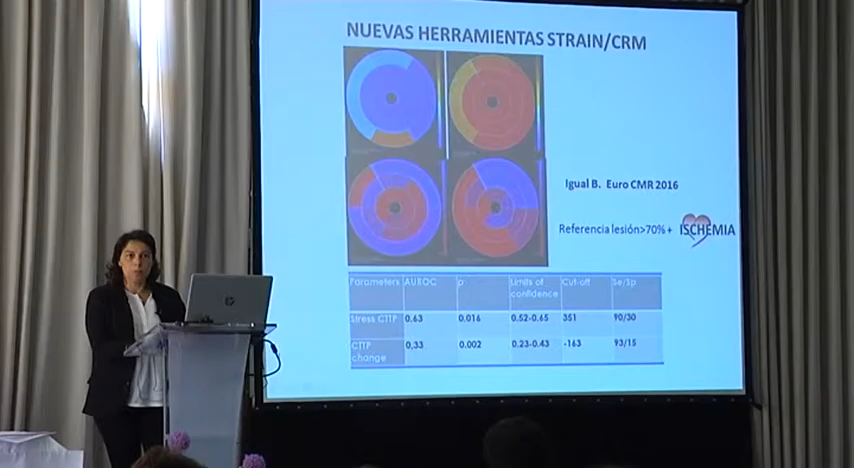 NUEVAS HERRAMIENTAS STRAIN/CRM
Igual B. Euro CMR 2016
Referencia lesión>70%+ ISCHEMIA
Parameters AUROC p Limits of confidence Cut-off Se/Sp
Stress CTTP 0.63 0.016 0.52-0.65 351 90/30
CTTP change 0,33 0.002 0.23-0.43 -163 93/15
hp